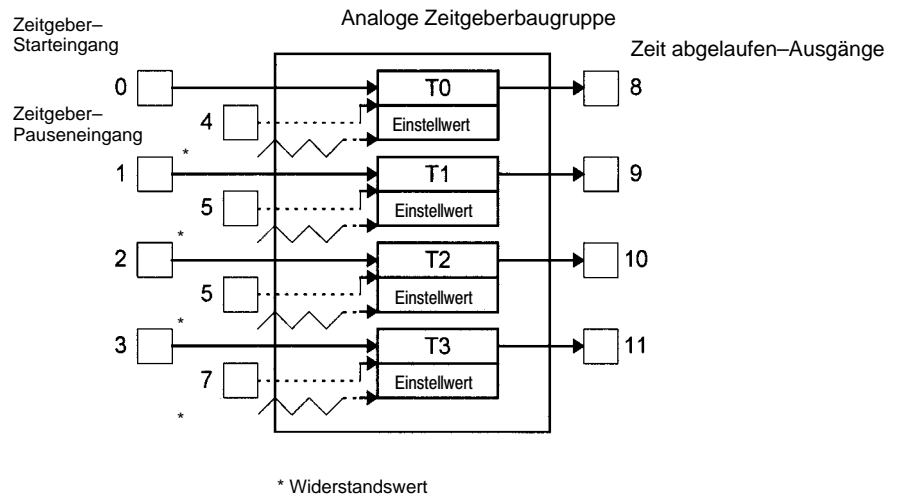 Analoge Zeitgeberbaugruppe
Zeitgeber–
Starteingang
Zeit abgelaufen–Ausgänge
0
T0
8
Zeitgeber–
Pauseneingang
4
Einstellwert
*
1
T1
9
5
Einstellwert
*
2
T2
10
5
Einstellwert
*
3
T3
11
7
Einstellwert
*
* Widerstandswert